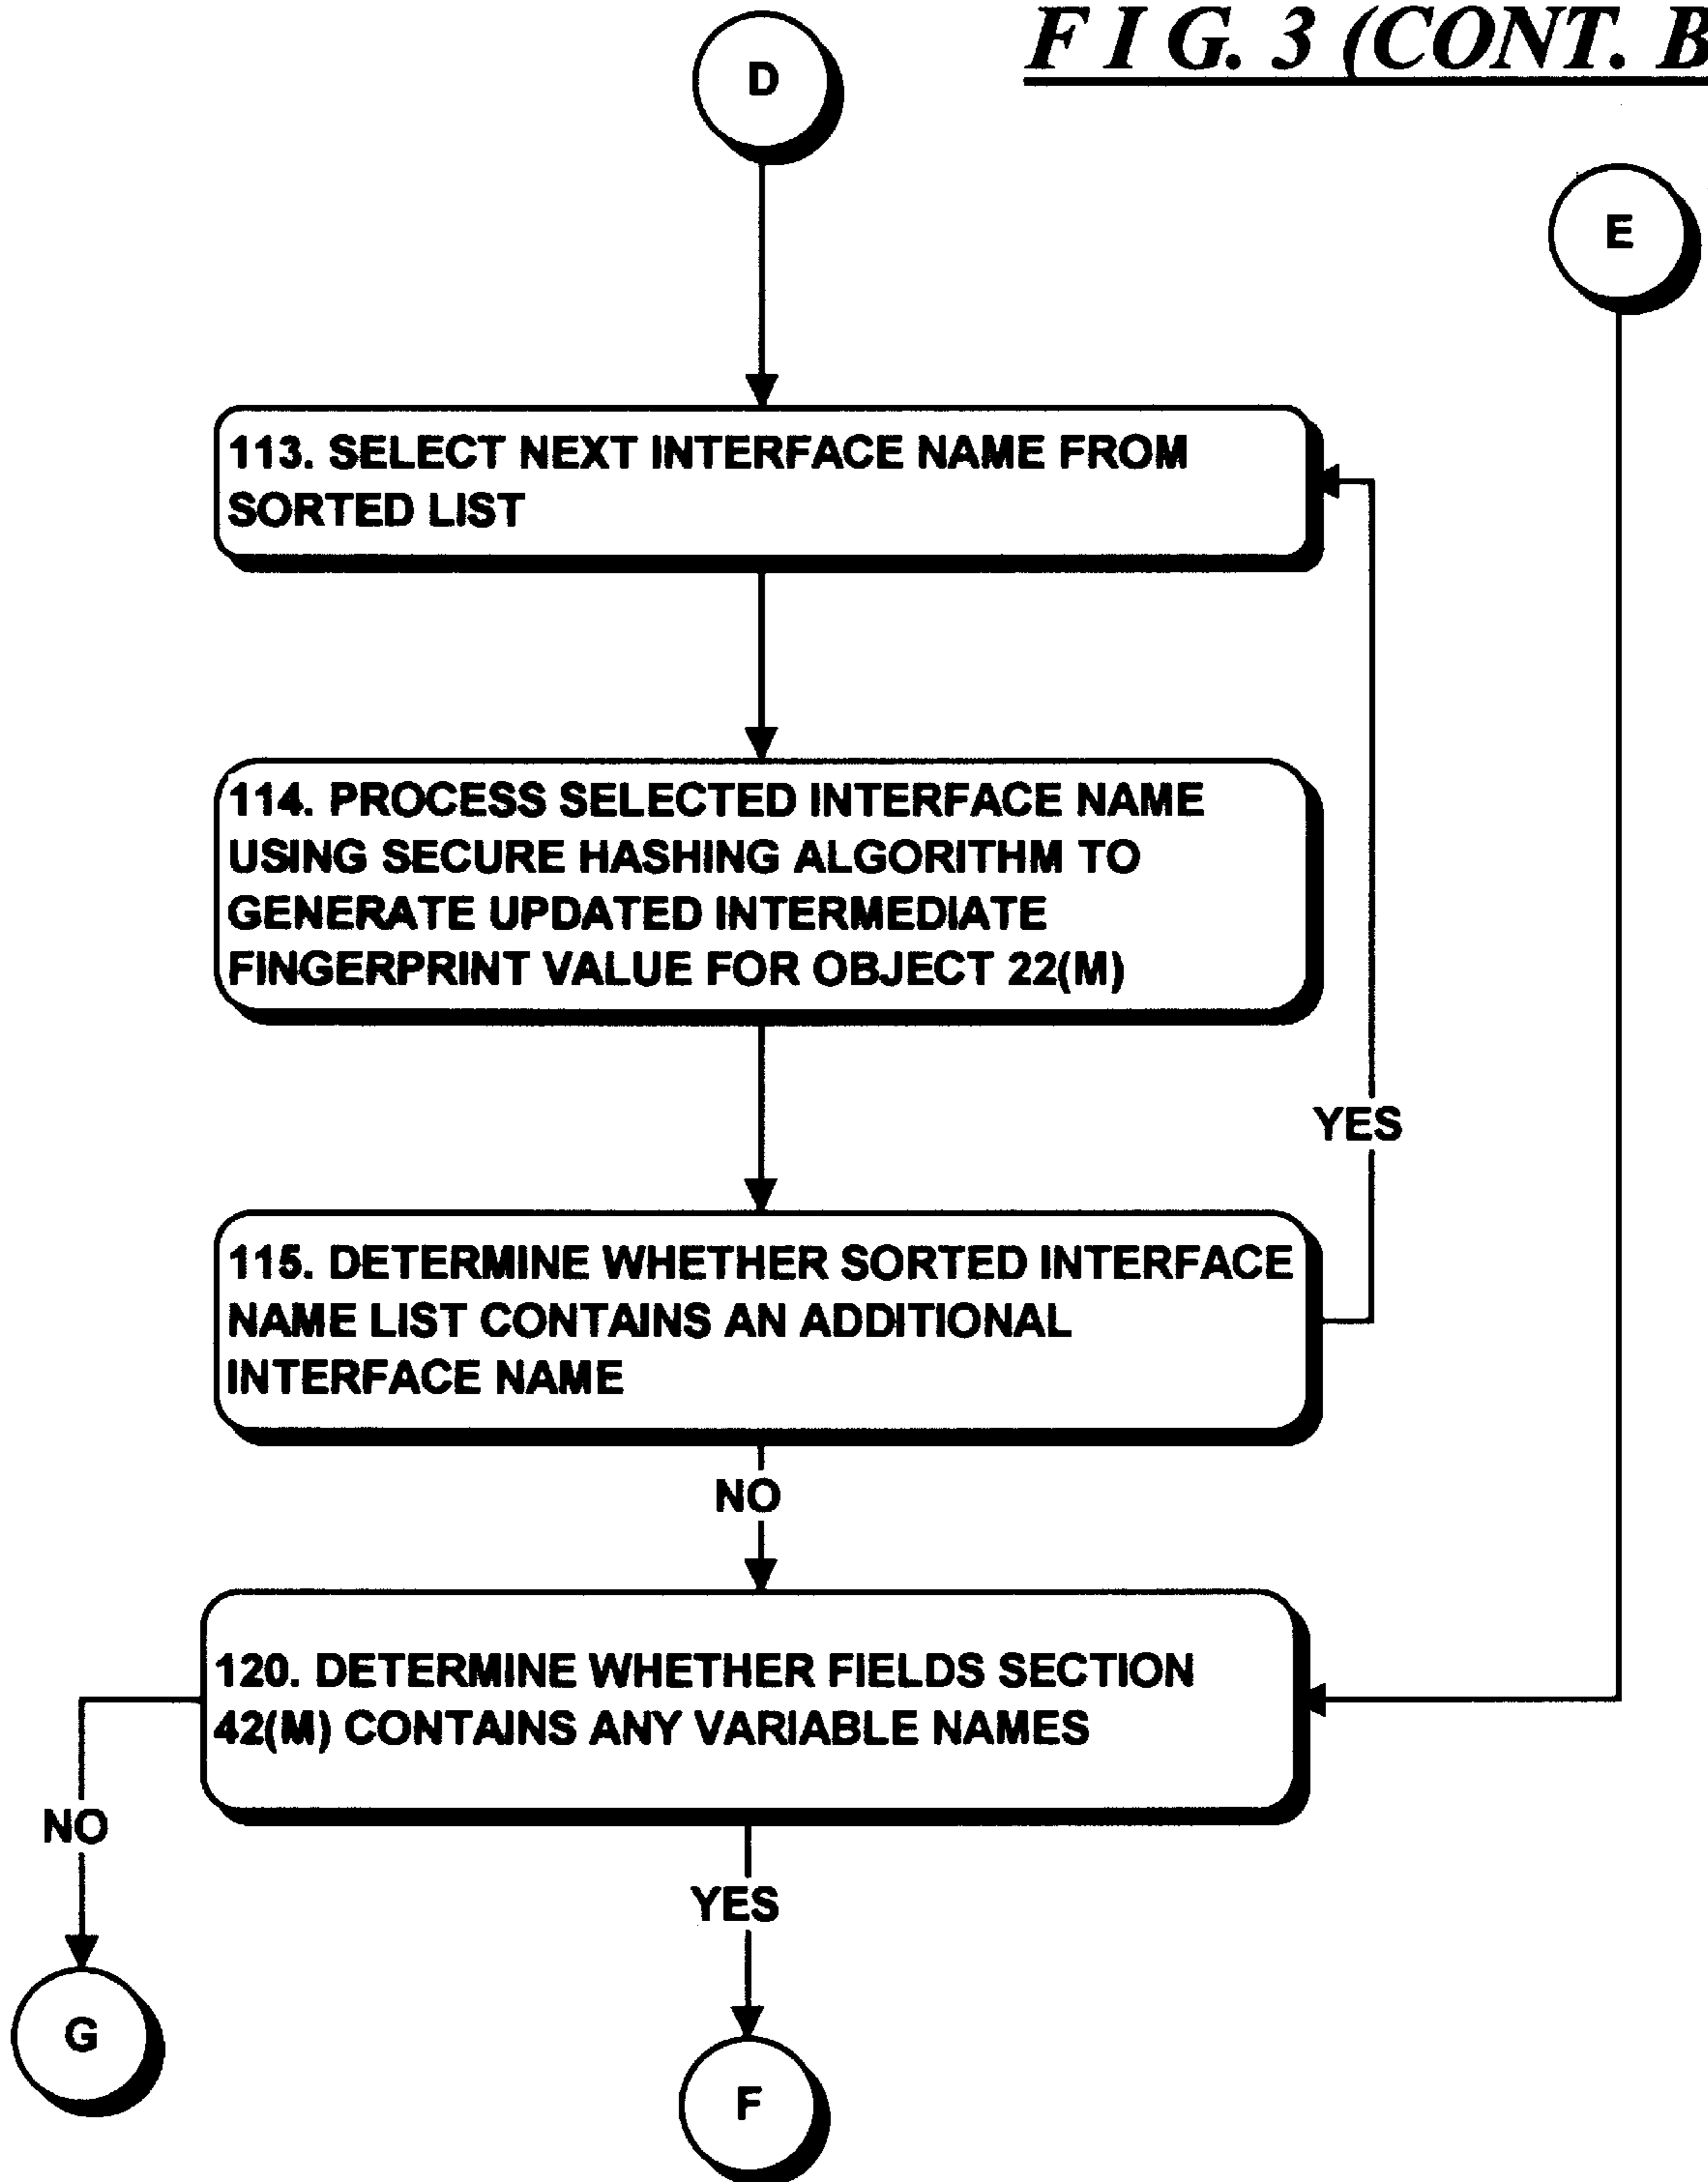 F I G. 3 (CONT. B
D
E
113. SELECT NEXT INTERFACE NAME FROM
SORTED LIST
114. PROCESS SELECTED INTERFACE NAME
USING SECURE HASHING ALGORITHM TO
GENERATE UPDATED INTERMEDIATE
FINGERPRINT VALUE FOR OBJECT 22(M)
YES
115. DETERMINE WHETHER SORTED INTERFACE
NAME LIST CONTAINS AN ADDITIONAL
INTERFACE NAME
NO
120. DETERMINE WHETHER FIELDS SECTION
42(M) CONTAINS ANY VARIABLE NAMES
NO
YES
G
F